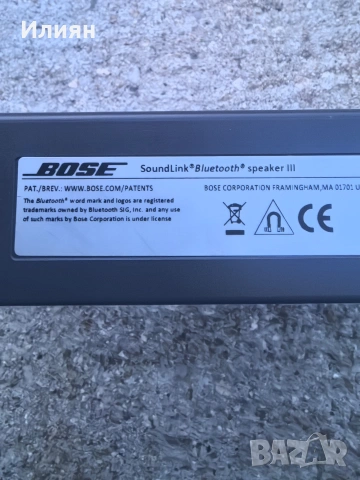 Илиян
BOSE SoundLink® Bluetooth® speaker III
PAT./BREV.: WWW.BOSE.COM/PATENTS
BOSE CORPORATION FRAMINGHAM,MA 01701 U
The Bluetooth® word mark and logos are registered
trademarks owned by Bluetooth SIG, Inc. and any use
of such marks by Bose Corporation is under license
BAZAR